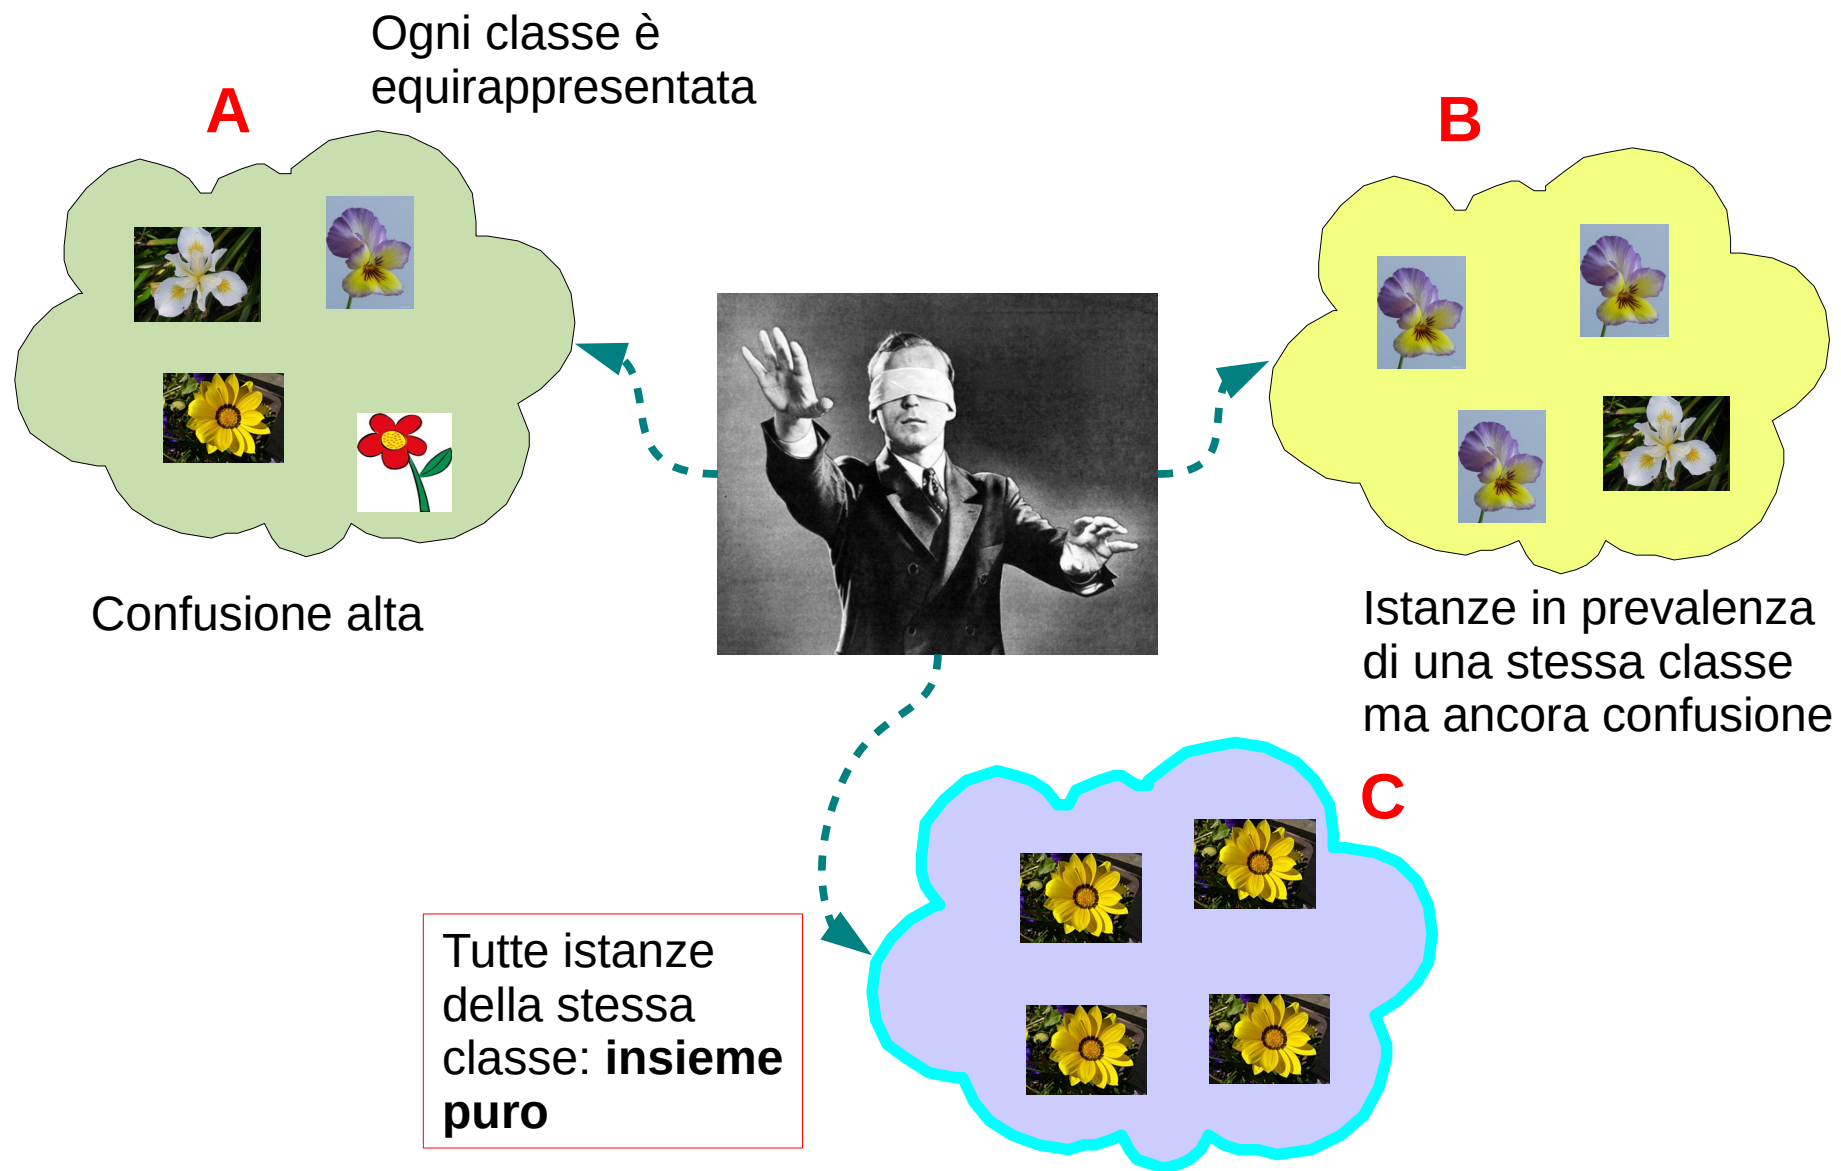 Ogni classe è
equirappresentata
A
B
Confusione alta
Istanze in prevalenza
di una stessa classe
ma ancora confusione
C
Tutte istanze
della stessa
classe: insieme
puro